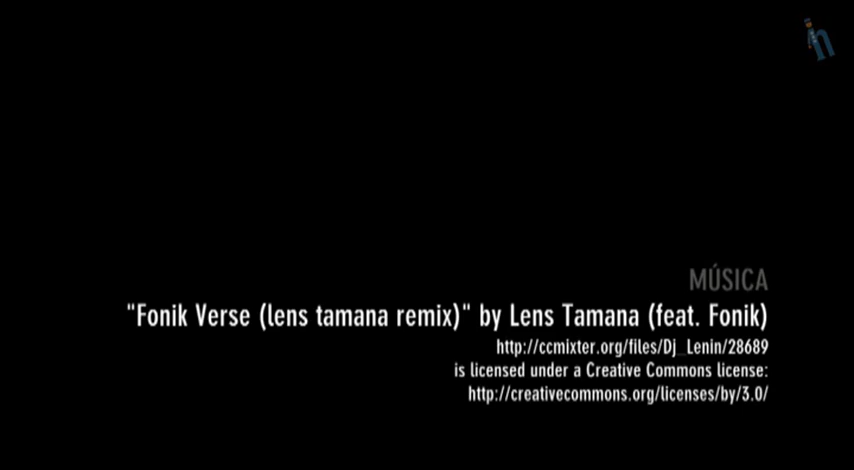 MÚSICA
"Fonik Verse (lens tamana remix)" by Lens Tamana (feat. Fonik)
http://ccmixter.org/files/Dj_Lenin/28689
is licensed under a Creative Commons license:
http://creativecommons.org/licenses/by/3.0/